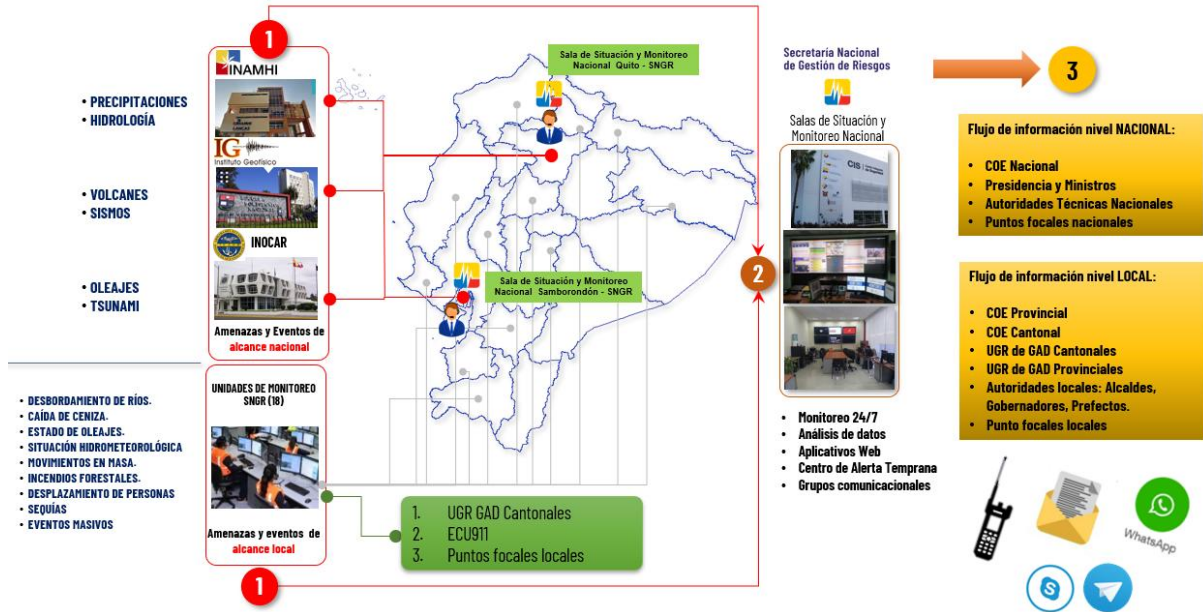 1
INAMHI
• PRECIPITACIONES
• HIDROLOGÍA
IG
Instituto Geofísico
• VOLCANES
• SISMOS
INOCAR
• OLEAJES
• TSUNAMI
Amenazas y Eventos de
alcance nacional
UNIDADES DE MONITOREO
SNGR (18)
• DESBORDAMIENTO DE RÍOS.
• CAÍDA DE CENIZA.
• ESTADO DE OLEAJES.
• SITUACIÓN HIDROMETEOROLÓGICA
• MOVIMIENTOS EN MASA.
• INCENDIOS FORESTALES.
• DESPLAZAMIENTO DE PERSONAS
• SEQUÍAS
• EVENTOS MASIVOS
Amenazas y eventos de
alcance local
1
1. UGR GAD Cantonales
2. ECU911
3. Puntos focales locales
Sala de Situación y Monitoreo
Nacional Quito - SNGR
Sala de Situación y Monitoreo
Nacional Samborondón - SNGR
2
Secretaría Nacional
de Gestión de Riesgos
Salas de Situación y
Monitoreo Nacional
CIS
• Monitoreo 24/7
• Análisis de datos
• Aplicativos Web
• Centro de Alerta Temprana
• Grupos comunicacionales
3
Flujo de información nivel NACIONAL:
• COE Nacional
• Presidencia y Ministros
• Autoridades Técnicas Nacionales
• Puntos focales nacionales
Flujo de información nivel LOCAL:
• COE Provincial
• COE Cantonal
• UGR de GAD Cantonales
• UGR de GAD Provinciales
• Autoridades locales: Alcaldes,
Gobernadores, Prefectos.
• Punto focales locales
WhatsApp